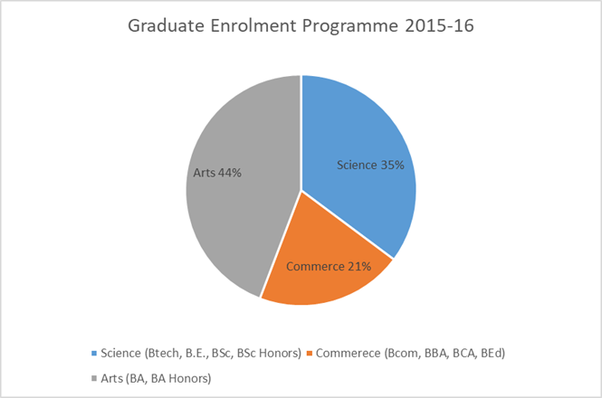 Graduate Enrolment Programme 2015-16
Arts 44%
Science 35%
Commerce 21%
Science (Btech, B.E., BSc, BSc Honors)
Commerece (Bcom, BBA, BCA, BEd)
Arts (BA, BA Honors)